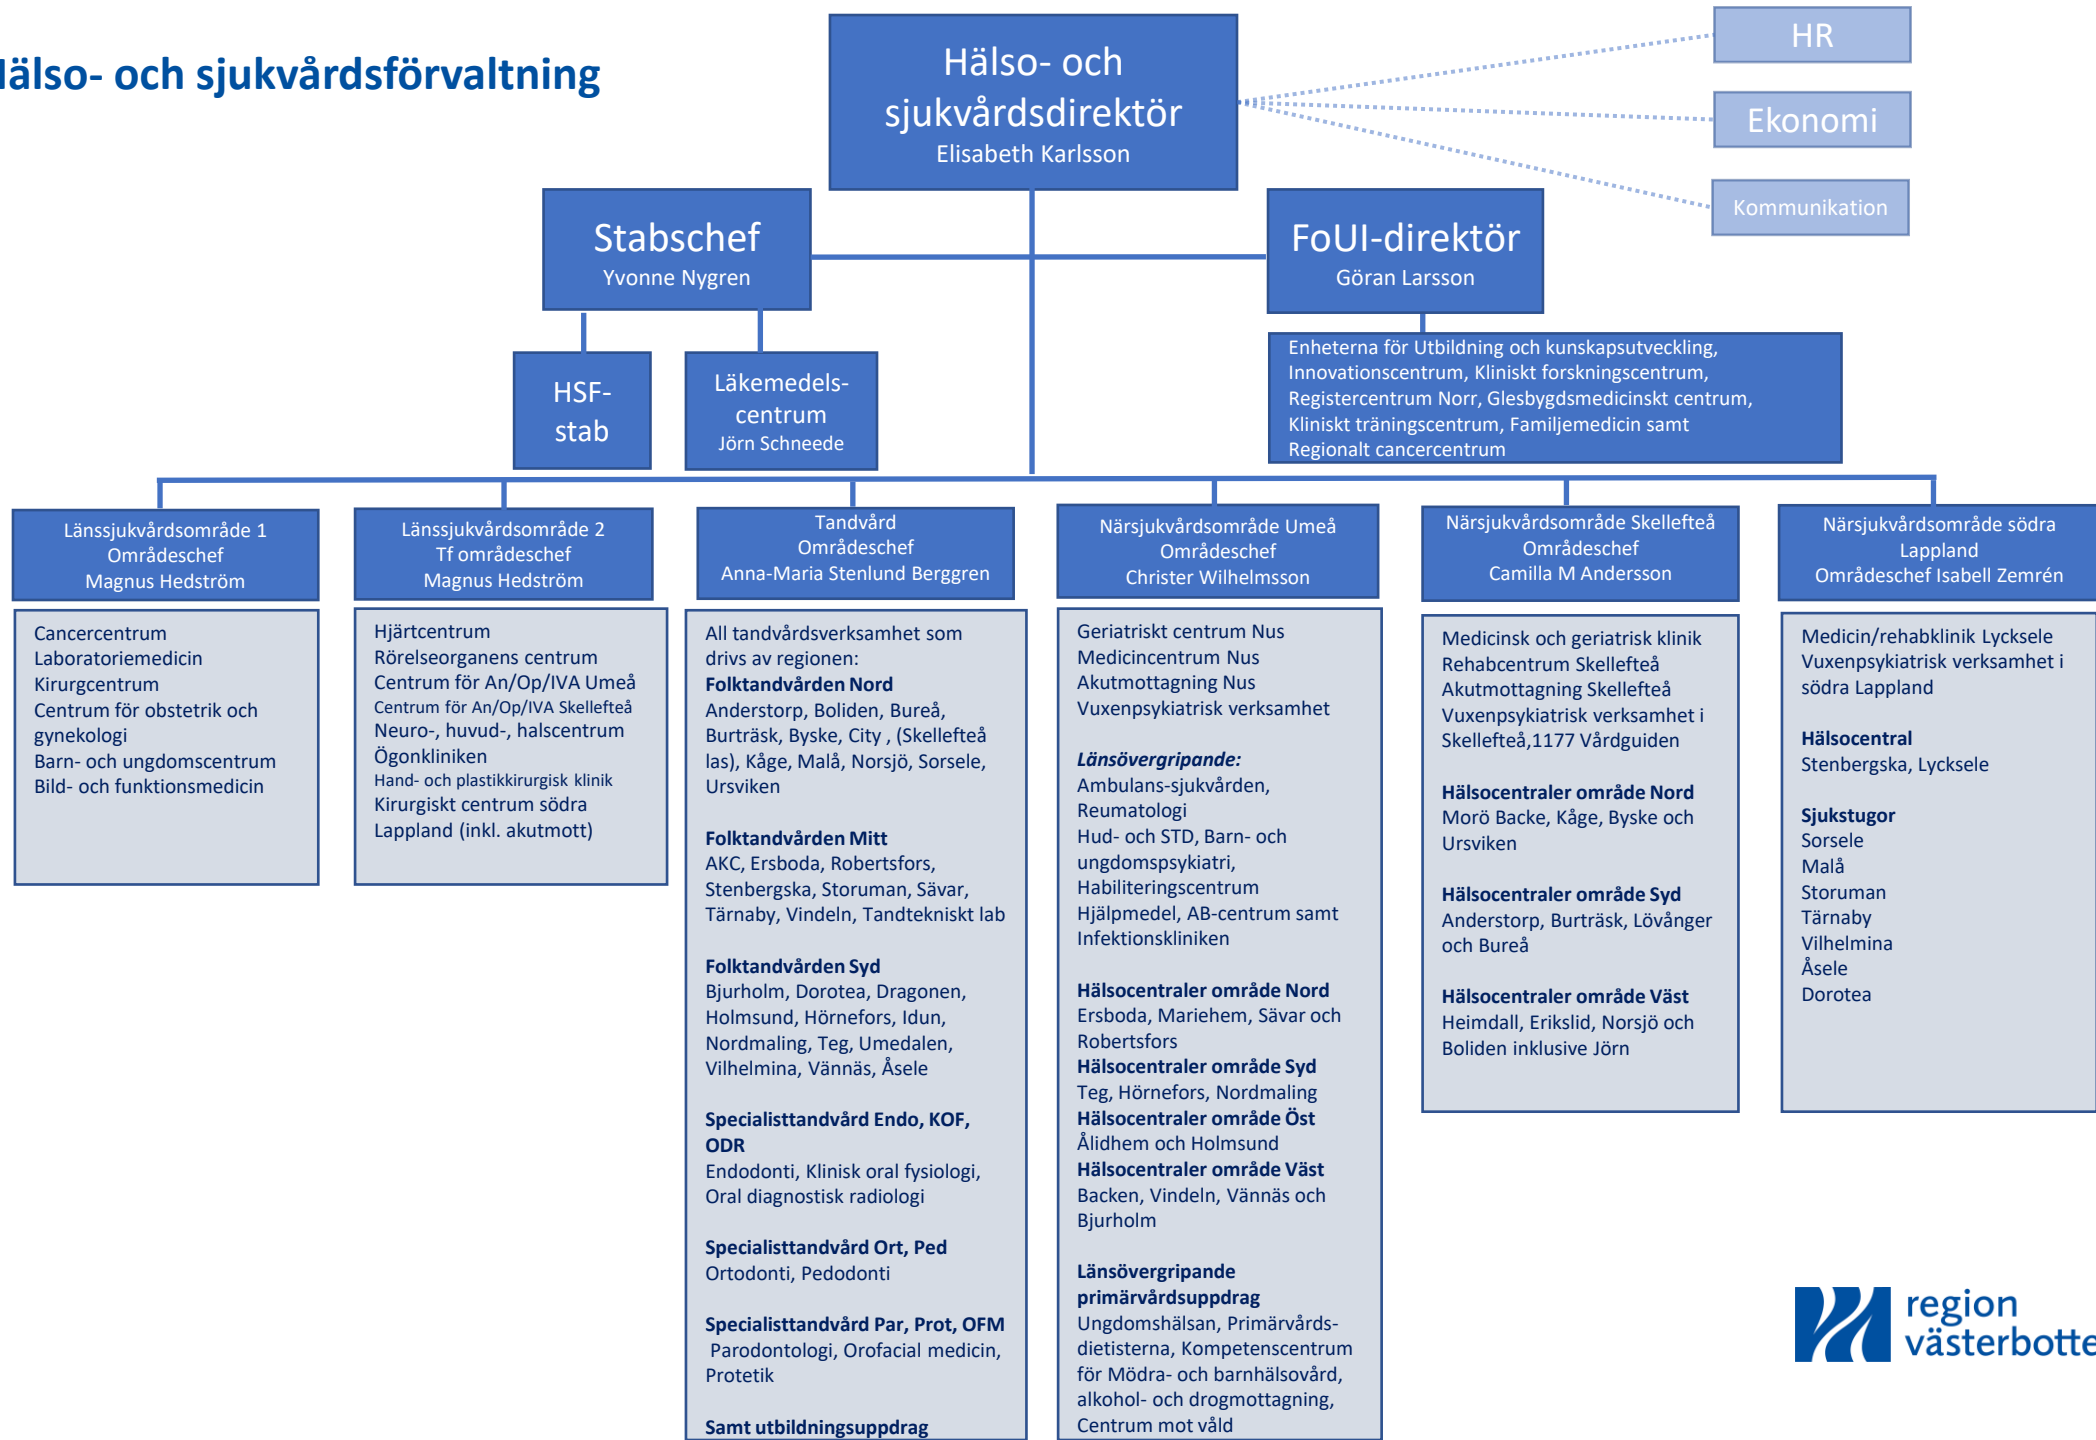 Hälso- och sjukvårdsförvaltning
Hälso- och
sjukvårdsdirektör
Elisabeth Karlsson
HR
Ekonomi
Kommunikation
Stabschef
Yvonne Nygren
FoUI-direktör
Göran Larsson
HSF-
stab
Läkemedels-
centrum
Jörn Schneede
Enheterna för Utbildning och kunskapsutveckling,
Innovationscentrum, Kliniskt forskningscentrum,
Registercentrum Norr, Glesbygdsmedicinskt centrum,
Kliniskt träningscentrum, Familjemedicin samt
Regionalt cancercentrum
Länssjukvårdsområde 1
Områdeschef
Magnus Hedström
Cancercentrum
Laboratoriemedicin
Kirurgcentrum
Centrum för obstetrik och
gynekologi
Barn- och ungdomscentrum
Bild- och funktionsmedicin
Länssjukvårdsområde 2
Tf områdeschef
Magnus Hedström
Hjärtcentrum
Rörelseorganens centrum
Centrum för An/Op/IVA Umeå
Centrum för An/Op/IVA Skellefteå
Neuro-, huvud-, halscentrum
Ögonkliniken
Hand- och plastikkirurgisk klinik
Kirurgiskt centrum södra
Lappland (inkl. akutmott)
Tandvård
Områdeschef
Anna-Maria Stenlund Berggren
All tandvårdsverksamhet som
drivs av regionen:
Folktandvården Nord
Anderstorp, Boliden, Bureå,
Burträsk, Byske, City , (Skellefteå
las), Kåge, Malå, Norsjö, Sorsele,
Ursviken
Folktandvården Mitt
AKC, Ersboda, Robertsfors,
Stenbergska, Storuman, Sävar,
Tärnaby, Vindeln, Tandtekniskt lab
Folktandvården Syd
Bjurholm, Dorotea, Dragonen,
Holmsund, Hörnefors, Idun,
Nordmaling, Teg, Umedalen,
Vilhelmina, Vännäs, Åsele
Specialisttandvård Endo, KOF,
ODR
Endodonti, Klinisk oral fysiologi,
Oral diagnostisk radiologi
Specialisttandvård Ort, Ped
Ortodonti, Pedodonti
Specialisttandvård Par, Prot, OFM
Parodontologi, Orofacial medicin,
Protetik
Samt utbildningsuppdrag
Närsjukvårdsområde Umeå
Områdeschef
Christer Wilhelmsson
Geriatriskt centrum Nus
Medicincentrum Nus
Akutmottagning Nus
Vuxenpsykiatrisk verksamhet
Länsövergripande:
Ambulans-sjukvården,
Reumatologi
Hud- och STD, Barn- och
ungdomspsykiatri,
Habiliteringscentrum
Hjälpmedel, AB-centrum samt
Infektionskliniken
Hälsocentraler område Nord
Ersboda, Mariehem, Sävar och
Robertsfors
Hälsocentraler område Syd
Teg, Hörnefors, Nordmaling
Hälsocentraler område Öst
Ålidhem och Holmsund
Hälsocentraler område Väst
Backen, Vindeln, Vännäs och
Bjurholm
Länsövergripande
primärvårdsuppdrag
Ungdomshälsan, Primärvårds-
dietisterna, Kompetenscentrum
för Mödra- och barnhälsovård,
alkohol- och drogmottagning,
Centrum mot våld
Närsjukvårdsområde Skellefteå
Områdeschef
Camilla M Andersson
Medicinsk och geriatrisk klinik
Rehabcentrum Skellefteå
Akutmottagning Skellefteå
Vuxenpsykiatrisk verksamhet i
Skellefteå,1177 Vårdguiden
Hälsocentraler område Nord
Morö Backe, Kåge, Byske och
Ursviken
Hälsocentraler område Syd
Anderstorp, Burträsk, Lövånger
och Bureå
Hälsocentraler område Väst
Heimdall, Erikslid, Norsjö och
Boliden inklusive Jörn
Närsjukvårdsområde södra
Lappland
Områdeschef Isabell Zemrén
Medicin/rehabklinik Lycksele
Vuxenpsykiatrisk verksamhet i
södra Lappland
Hälsocentral
Stenbergska, Lycksele
Sjukstugor
Sorsele
Malå
Storuman
Tärnaby
Vilhelmina
Åsele
Dorotea
region
västerbotte